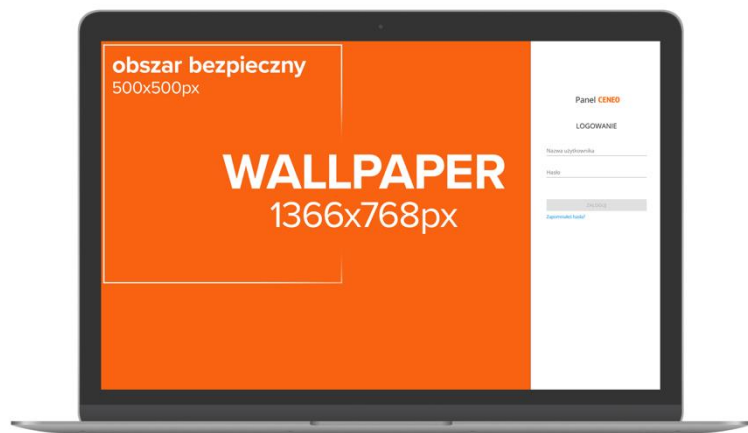 obszar bezpieczny
500x500px
WALLPAPER
1366x768px
Panel CENEO
LOGOWANIE
Nazwa użytkownika
Hasło
ZALOGUJ
Zapomniałeś hasła?